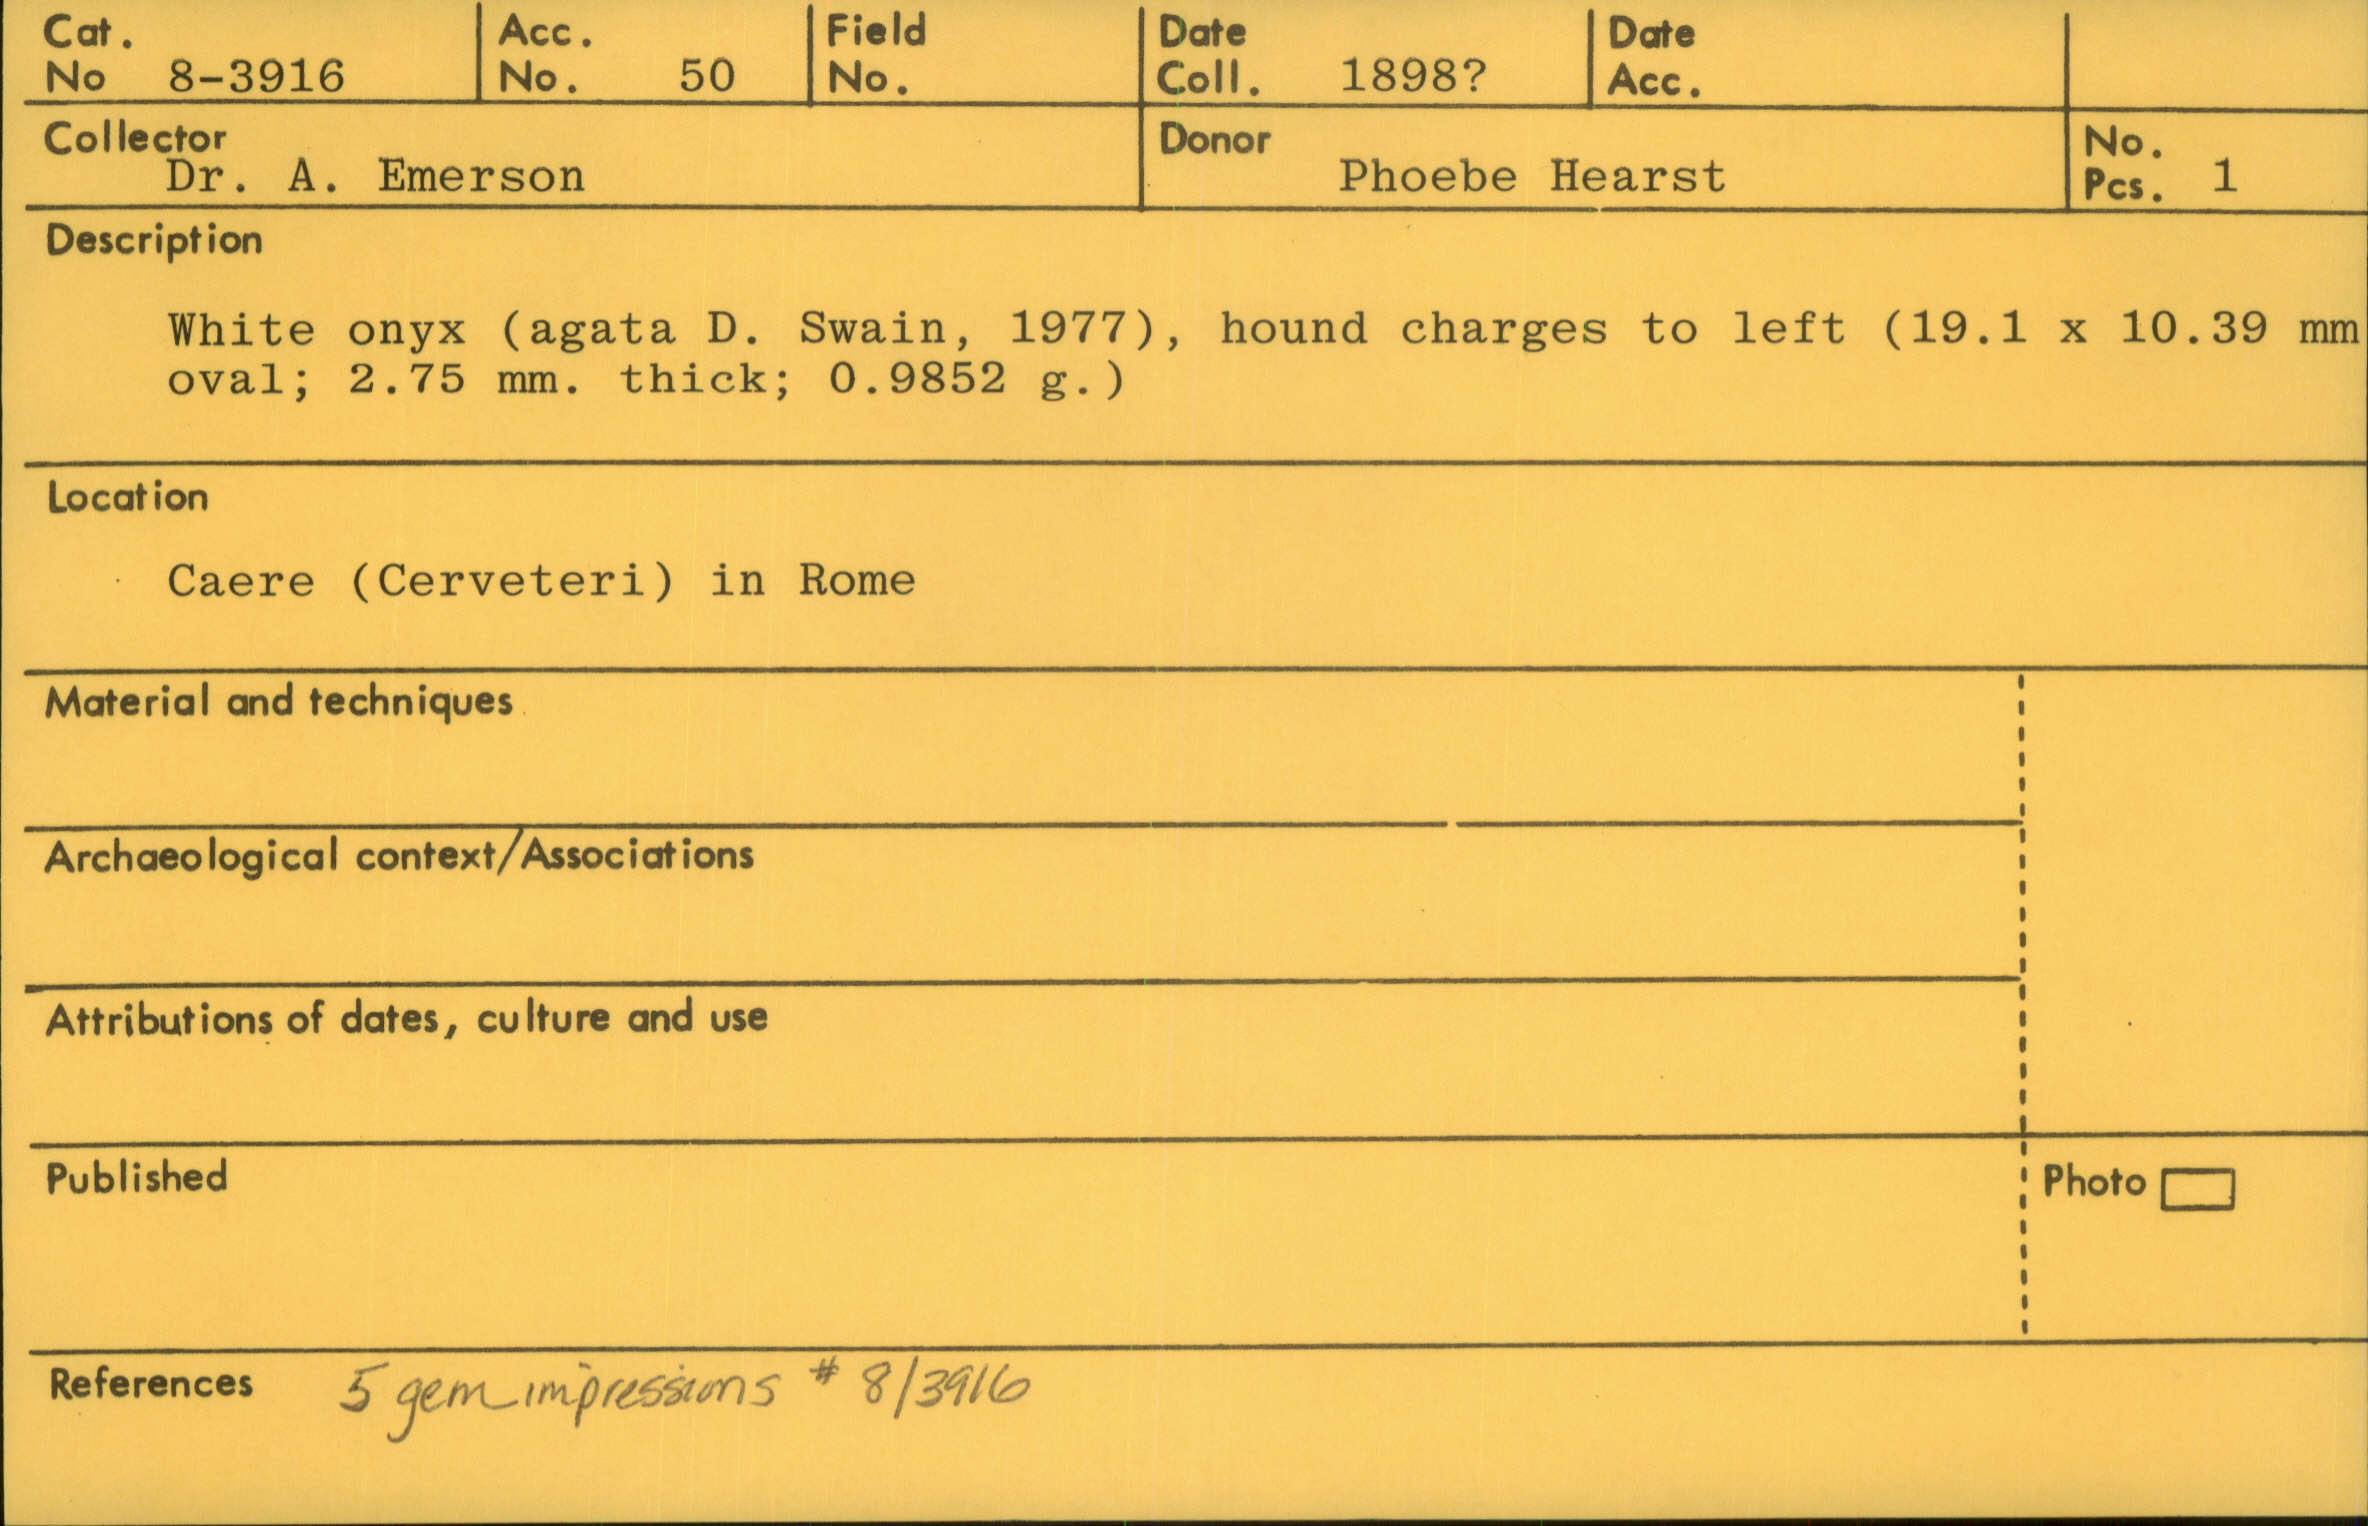 Cat. Acc. Field Date Date
No 8-3916 No. 50 No. Coll. 1898? Acc.
Collector Donor No.
Dr. A. Emerson Phoebe Hearst Pcs. 1
Description
White onyx (agata D. Swain, 1977), hound charges to left (19.1 x 10.39 mm
oval; 2.75 mm. thick; 0.9852 g.)
Location
Caere (Cerveteri) in Rome
Material and techniques
Archaeological context/Associations
Attributions of dates, culture and use
Published Photo
References 5 gem impressions # 8/3916